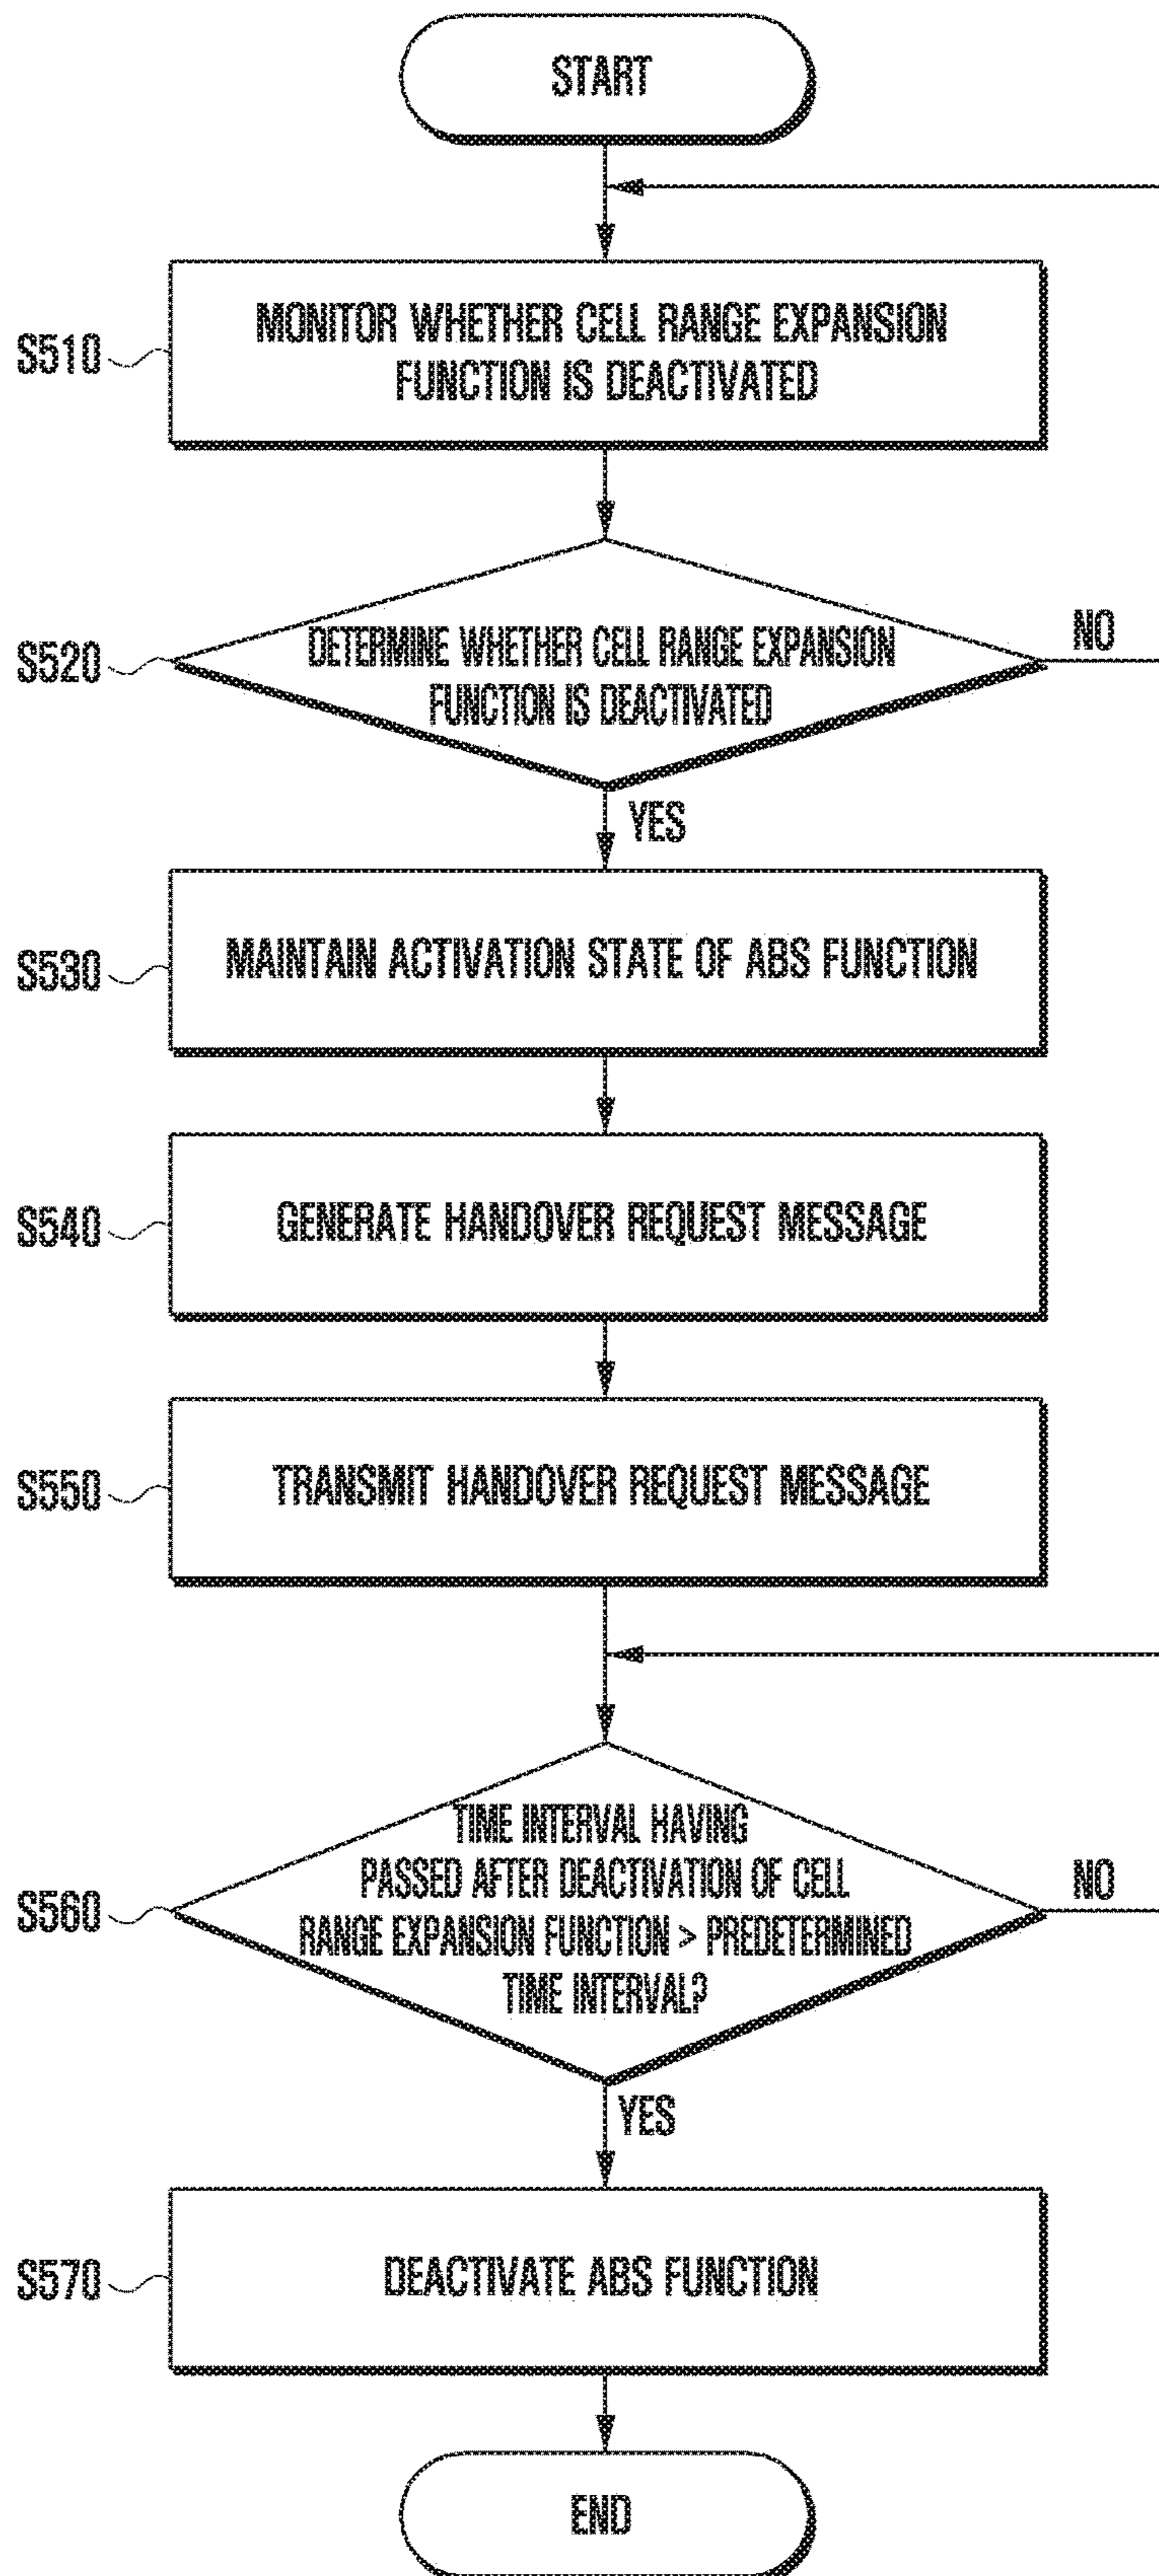 START
S510
MONITOR WHETHER CELL RANGE EXPANSION
FUNCTION IS DEACTIVATED
S520
DETERMINE WHETHER CELL RANGE EXPANSION
FUNCTION IS DEACTIVATED
NO
YES
S530
MAINTAIN ACTIVATION STATE OF ABS FUNCTION
S540
GENERATE HANDOVER REQUEST MESSAGE
S550
TRANSMIT HANDOVER REQUEST MESSAGE
S560
TIME INTERVAL HAVING
PASSED AFTER DEACTIVATION OF CELL
RANGE EXPANSION FUNCTION > PREDETERMINED
TIME INTERVAL?
NO
YES
S570
DEACTIVATE ABS FUNCTION
END